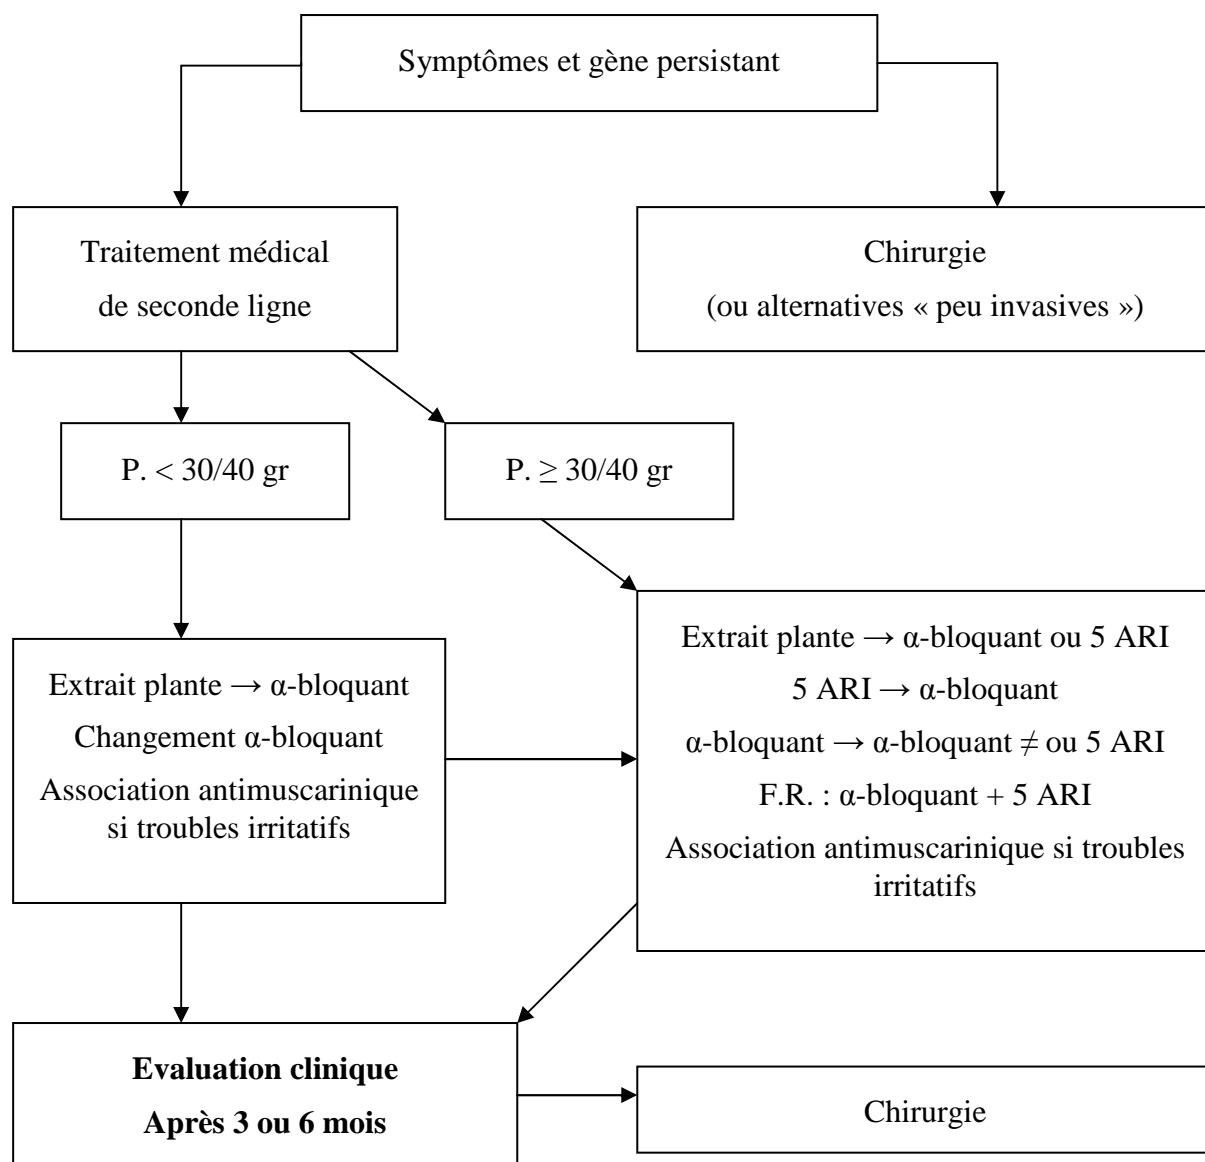 Symptômes et gène persistant
Traitement médical
de seconde ligne
Chirurgie
(ou alternatives « peu invasives »)
P. < 30/40 gr
P. ≥ 30/40 gr
Extrait plante → α-bloquant
Changement α-bloquant
Association antimuscarinique
si troubles irritatifs
Extrait plante → α-bloquant ou 5 ARI
5 ARI → α-bloquant
α-bloquant → α-bloquant ≠ ou 5 ARI
F.R. : α-bloquant + 5 ARI
Association antimuscarinique si troubles
irritatifs
Evaluation clinique
Après 3 ou 6 mois
Chirurgie